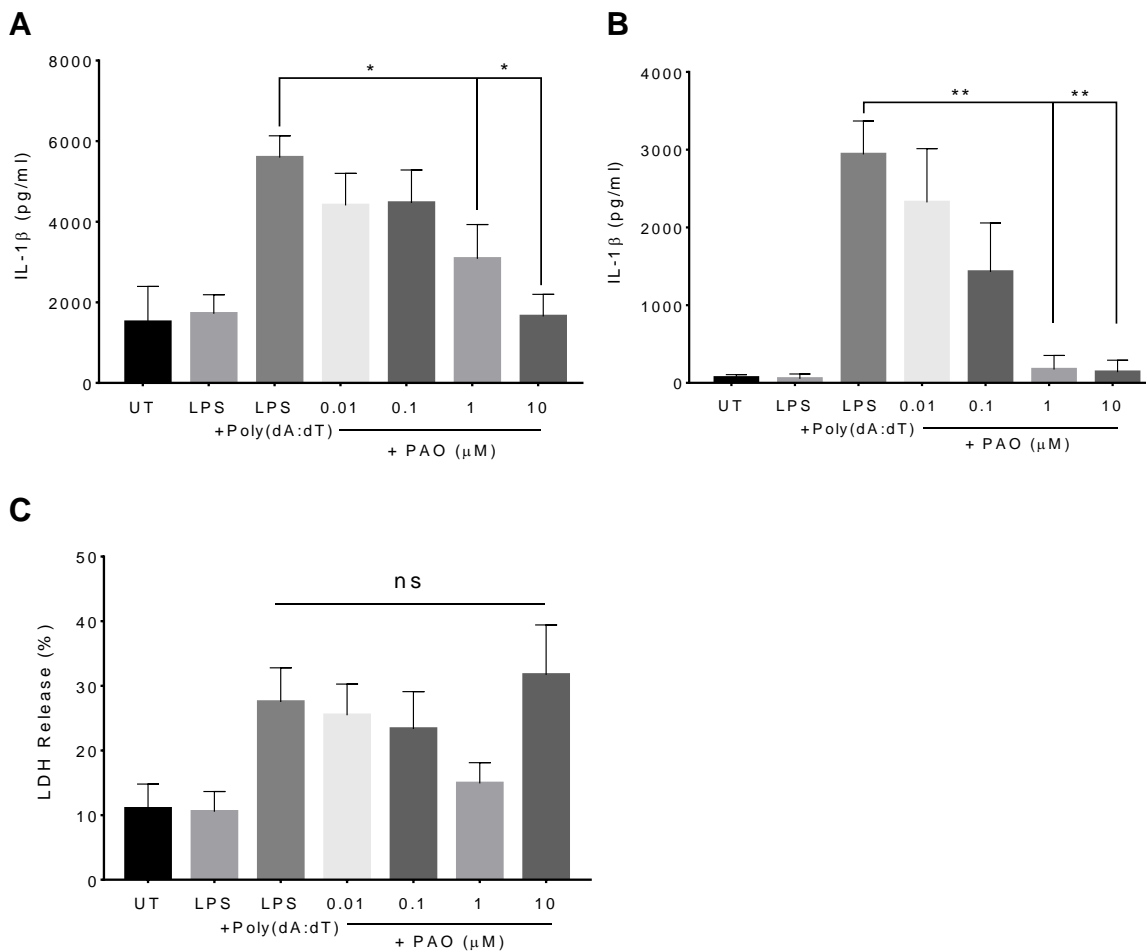 A
8000
6000
4000
2000
0
IL-1β (pg/ml)
* *
UT LPS LPS 0.01 0.1 1 10
+Poly(dA:dT)
+ PAO (μM)
B
4000
3000
2000
1000
0
IL-1β (pg/ml)
** **
UT LPS LPS 0.01 0.1 1 10
+Poly(dA:dT)
+ PAO (μM)
C
50
40
30
20
10
0
LDH Release (%)
ns
UT LPS LPS 0.01 0.1 1 10
+Poly(dA:dT)
+ PAO (μM)